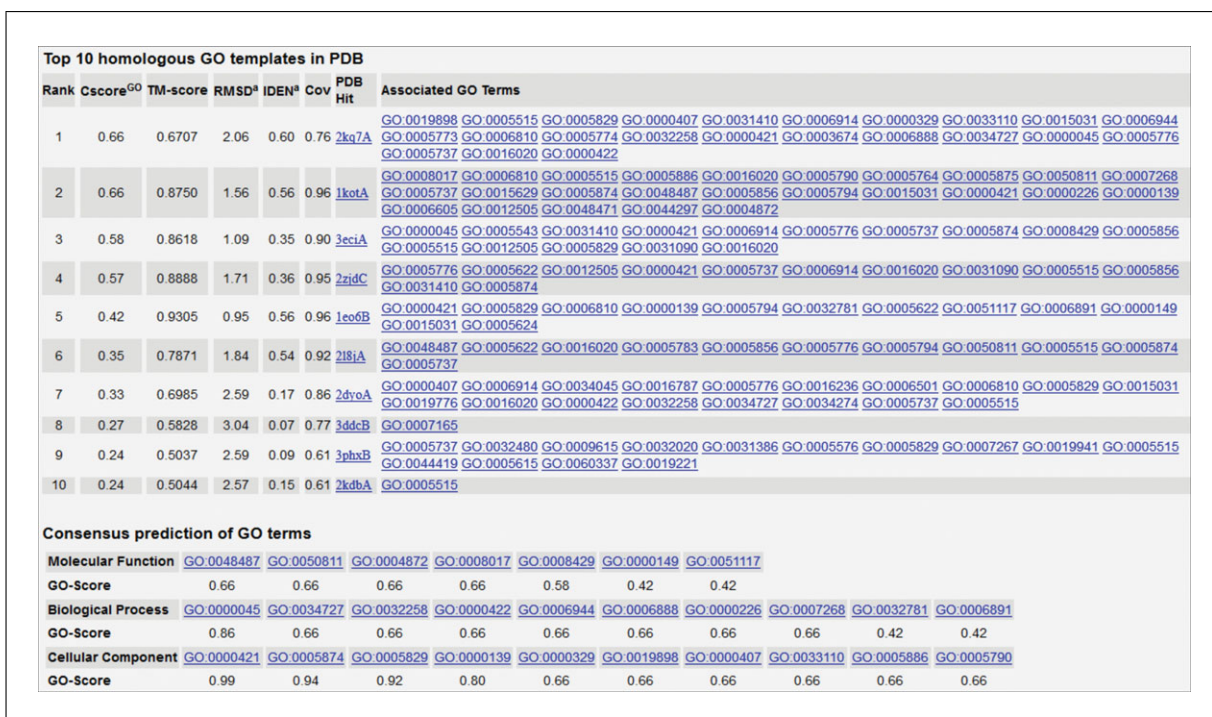 Top 10 homologous GO templates in PDB
Rank CscoreGO TM-score RMSDa IDENa Cov PDB Hit Associated GO Terms
GO:0019898 GO:0005515 GO:0005829 GO:0000407 GO:0031410 GO:0006914 GO:0000329 GO:0033110 GO:0015031 GO:0006944
1 0.66 0.6707 2.06 0.60 0.76 2kq7A GO:0005773 GO:0006810 GO:0005774 GO:0032258 GO:0000421 GO:0003674 GO:0006888 GO:0034727 GO:0000045 GO:0005776
GO:0005737 GO:0016020 GO:0000422
GO:0008017 GO:0006810 GO:0005515 GO:0005886 GO:0016020 GO:0005790 GO:0005764 GO:0005875 GO:0050811 GO:0007268
2 0.66 0.8750 1.56 0.56 0.96 1kotA GO:0005737 GO:0015629 GO:0005874 GO:0048487 GO:0005856 GO:0005794 GO:0015031 GO:0000421 GO:0000226 GO:0000139
GO:0006605 GO:0012505 GO:0048471 GO:0044297 GO:0004872
3 0.58 0.8618 1.09 0.35 0.90 3eciA GO:0000045 GO:0005543 GO:0031410 GO:0000421 GO:0006914 GO:0005776 GO:0005737 GO:0005874 GO:0008429 GO:0005856
GO:0005515 GO:0012505 GO:0005829 GO:0031090 GO:0016020
4 0.57 0.8888 1.71 0.36 0.95 2zjdC GO:0005776 GO:0005622 GO:0012505 GO:0000421 GO:0005737 GO:0006914 GO:0016020 GO:0031090 GO:0005515 GO:0005856
GO:0031410 GO:0005874
5 0.42 0.9305 0.95 0.56 0.96 1eo6B GO:0000421 GO:0005829 GO:0006810 GO:0000139 GO:0005794 GO:0032781 GO:0005622 GO:0051117 GO:0006891 GO:0000149
GO:0015031 GO:0005624
6 0.35 0.7871 1.84 0.54 0.92 2l8jA GO:0048487 GO:0005622 GO:0016020 GO:0005783 GO:0005856 GO:0005776 GO:0005794 GO:0050811 GO:0005515 GO:0005874
GO:0005737
7 0.33 0.6985 2.59 0.17 0.86 2dyoA GO:0000407 GO:0006914 GO:0034045 GO:0016787 GO:0005776 GO:0016236 GO:0006501 GO:0006810 GO:0005829 GO:0015031
GO:0019776 GO:0016020 GO:0000422 GO:0032258 GO:0034727 GO:0034274 GO:0005737 GO:0005515
8 0.27 0.5828 3.04 0.07 0.77 3ddcB GO:0007165
9 0.24 0.5037 2.59 0.09 0.61 3phxB GO:0005737 GO:0032480 GO:0009615 GO:0032020 GO:0031386 GO:0005576 GO:0005829 GO:0007267 GO:0019941 GO:0005515
GO:0044419 GO:0005615 GO:0060337 GO:0019221
10 0.24 0.5044 2.57 0.15 0.61 2kdbA GO:0005515
Consensus prediction of GO terms
Molecular Function GO:0048487 GO:0050811 GO:0004872 GO:0008017 GO:0008429 GO:0000149 GO:0051117
GO-Score 0.66 0.66 0.66 0.66 0.58 0.42 0.42
Biological Process GO:0000045 GO:0034727 GO:0032258 GO:0000422 GO:0006944 GO:0006888 GO:0000226 GO:0007268 GO:0032781 GO:0006891
GO-Score 0.86 0.66 0.66 0.66 0.66 0.66 0.66 0.66 0.42 0.42
Cellular Component GO:0000421 GO:0005874 GO:0005829 GO:0000139 GO:0000329 GO:0019898 GO:0000407 GO:0033110 GO:0005886 GO:0005790
GO-Score 0.99 0.94 0.92 0.80 0.66 0.66 0.66 0.66 0.66 0.66